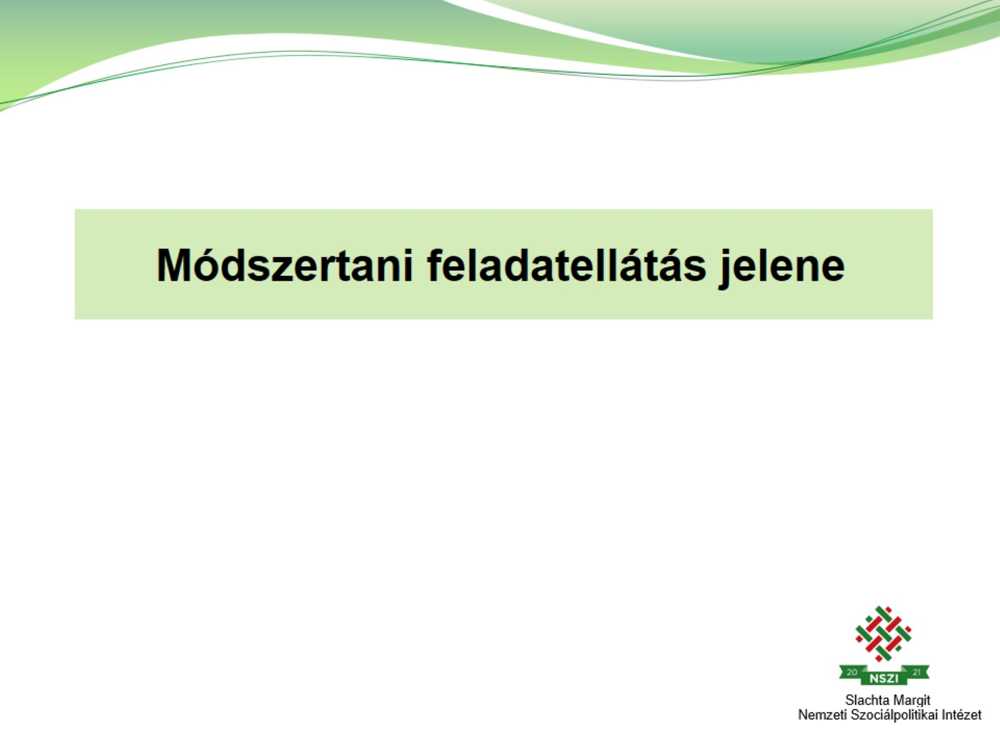 Módszertani feladatellátás jelene
20 NSZI 21
Slachta Margit
Nemzeti Szociálpolitikai Intézet